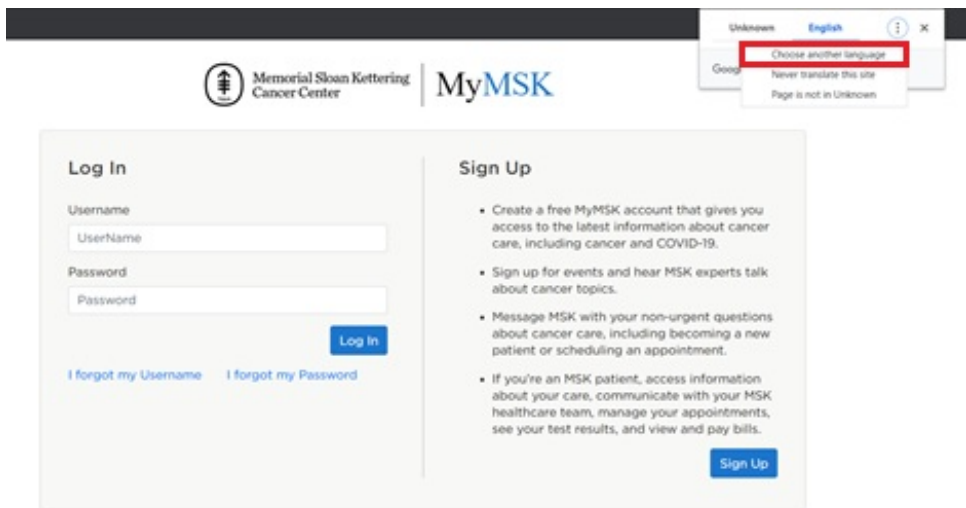 Unknown English
Choose another language
Goog
Never translate this site
Page is not in Unknown
Memorial Sloan Kettering
Cancer Center
MyMSK
Log In
Username
UserName
Password
Password
Log In
I forgot my Username I forgot my Password
Sign Up
• Create a free MyMSK account that gives you
access to the latest information about cancer
care, including cancer and COVID-19.
• Sign up for events and hear MSK experts talk
about cancer topics.
• Message MSK with your non-urgent questions
about cancer care, including becoming a new
patient or scheduling an appointment.
• If you're an MSK patient, access information
about your care, communicate with your MSK
healthcare team, manage your appointments,
see your test results, and view and pay bills.
Sign Up